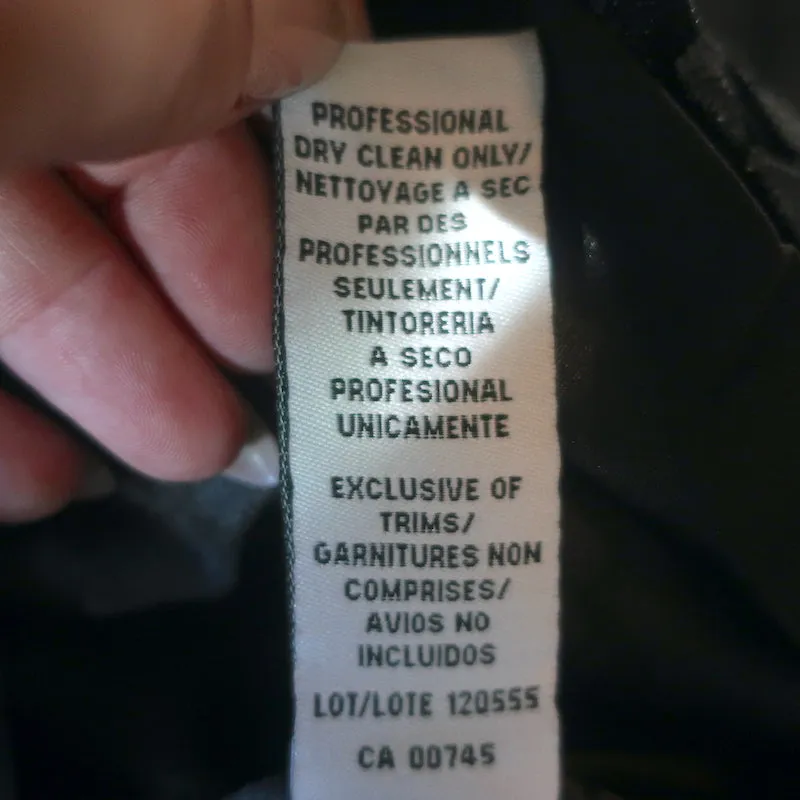 PROFESSIONAL
DRY CLEAN ONLY/
NETTOYAGE A SEC
PAR DES
PROFESSIONNELS
SEULEMENT/
TINTORERIA
A SECO
PROFESIONAL
UNICAMENTE
EXCLUSIVE OF
TRIMS/
GARNITURES NON
COMPRISES/
AVIOS NO
INCLUIDOS
LOT/LOTE 120555
CA 00745